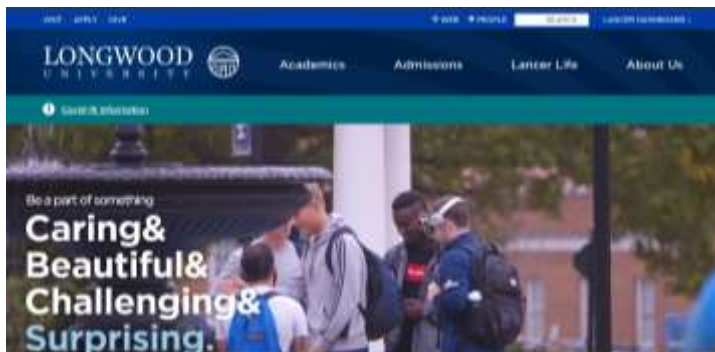 VISIT APPLY GIVE
WEB PEOPLE SEARCH LANCER DASHBOARD
LONGWOOD
UNIVERSITY
Academics Admissions Lancer Life About Us
Covid-19 Information
Be a part of something
Caring&
Beautiful&
Challenging&
Surprising.